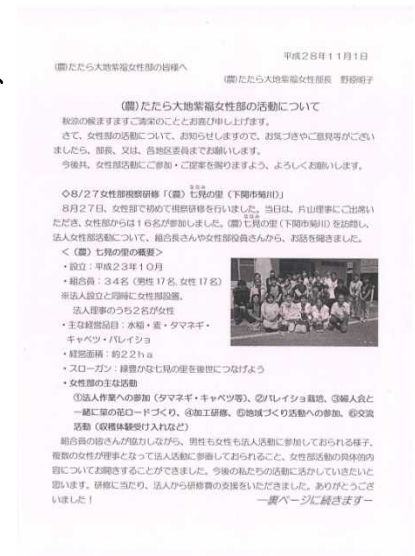 平成28年11月1日
(農)たたら大地紫福女性部の皆様へ
(農)たたら大地紫福女性部長　野原明子
(農)たたら大地紫福女性部の活動について
秋涼の候ますますご清栄のこととお喜び申し上げます。
さて、女性部の活動について、お知らせしますので、お気づきやご意見等がござい
ましたら、部長、又は、各地区委員までお願いします。
今後共、女性部活動にご参加・ご提案を賜りますよう、よろしくお願いします。
◇8/27女性部視察研修「(農)七見の里(下関市菊川)」
8月27日、女性部で初めて視察研修を行いました。当日は、片山理事にご出席い
ただき、女性部からは16名が参加しました。(農)七見の里(下関市菊川)を訪問し、
法人女性部活動について、組合長さんや女性部役員さんから、お話を聞きました。
<(農)七見の里の概要>
・設立：平成23年10月
・組合員：34名(男性17名、女性17名)
※法人設立と同時に女性部設置、
法人理事のうち2名が女性
・主な経営品目：水稲・麦・タマネギ・
キャベツ・バレイショ
・経営面積：約22ha
・スローガン：緑豊かな七見の里を後世につなげよう
・女性部の主な活動
①法人作業への参加(タマネギ・キャベツ等)、②バレイショ栽培、③婦人会と
一緒に菜の花ロードづくり、④加工研修、⑤地域づくり活動への参加、⑥交流
活動(収穫体験受け入れなど)
組合員の皆さんが協力しながら、男性も女性も法人活動に参加しておられる様子、
複数の女性が理事となって法人活動に参画しておられること、女性部活動の具体的内
容についてお聞きすることができました。今後の私たちの活動に活かしていきたいと
思います。研修に当たり、法人から研修費の支援をいただきました。ありがとうござ
いました！
—裏ページに続きます—